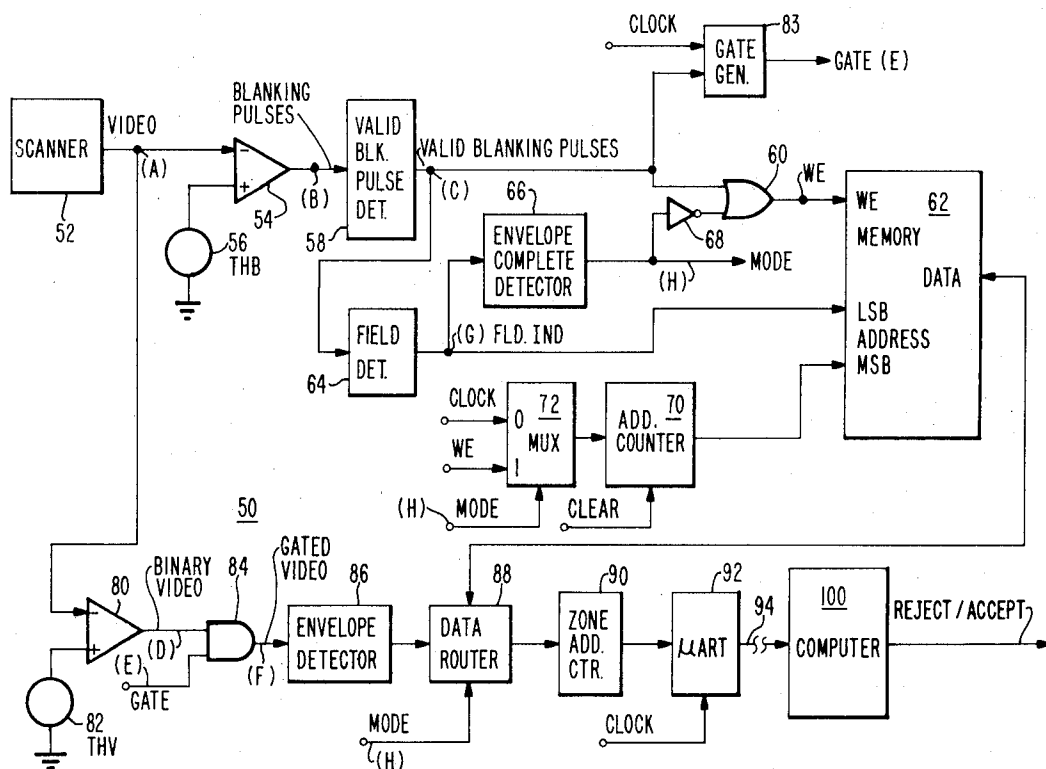 CLOCK
83
GATE
GEN.
GATE (E)
BLANKING
PULSES
VALID
BLK.
PULSE
DET.
58
VALID BLANKING PULSES
SCANNER
52
VIDEO
(A)
-
+
54
(B)
(C)
56
THB
66
ENVELOPE
COMPLETE
DETECTOR
68
60
WE
(H)
MODE
WE 62
MEMORY
DATA
LSB
ADDRESS
MSB
FIELD
DET.
64
(G) FLD. IND
CLOCK
WE
0 72
MUX
1
ADD. 70
COUNTER
(H) MODE
CLEAR
50
80
-
+
BINARY
VIDEO
(D)
84
(E)
GATE
GATED
VIDEO
(F)
82
THV
86
ENVELOPE
DETECTOR
88
DATA
ROUTER
MODE
(H)
90
ZONE
ADD.
CTR.
92
μART
CLOCK
94
100
COMPUTER
REJECT / ACCEPT